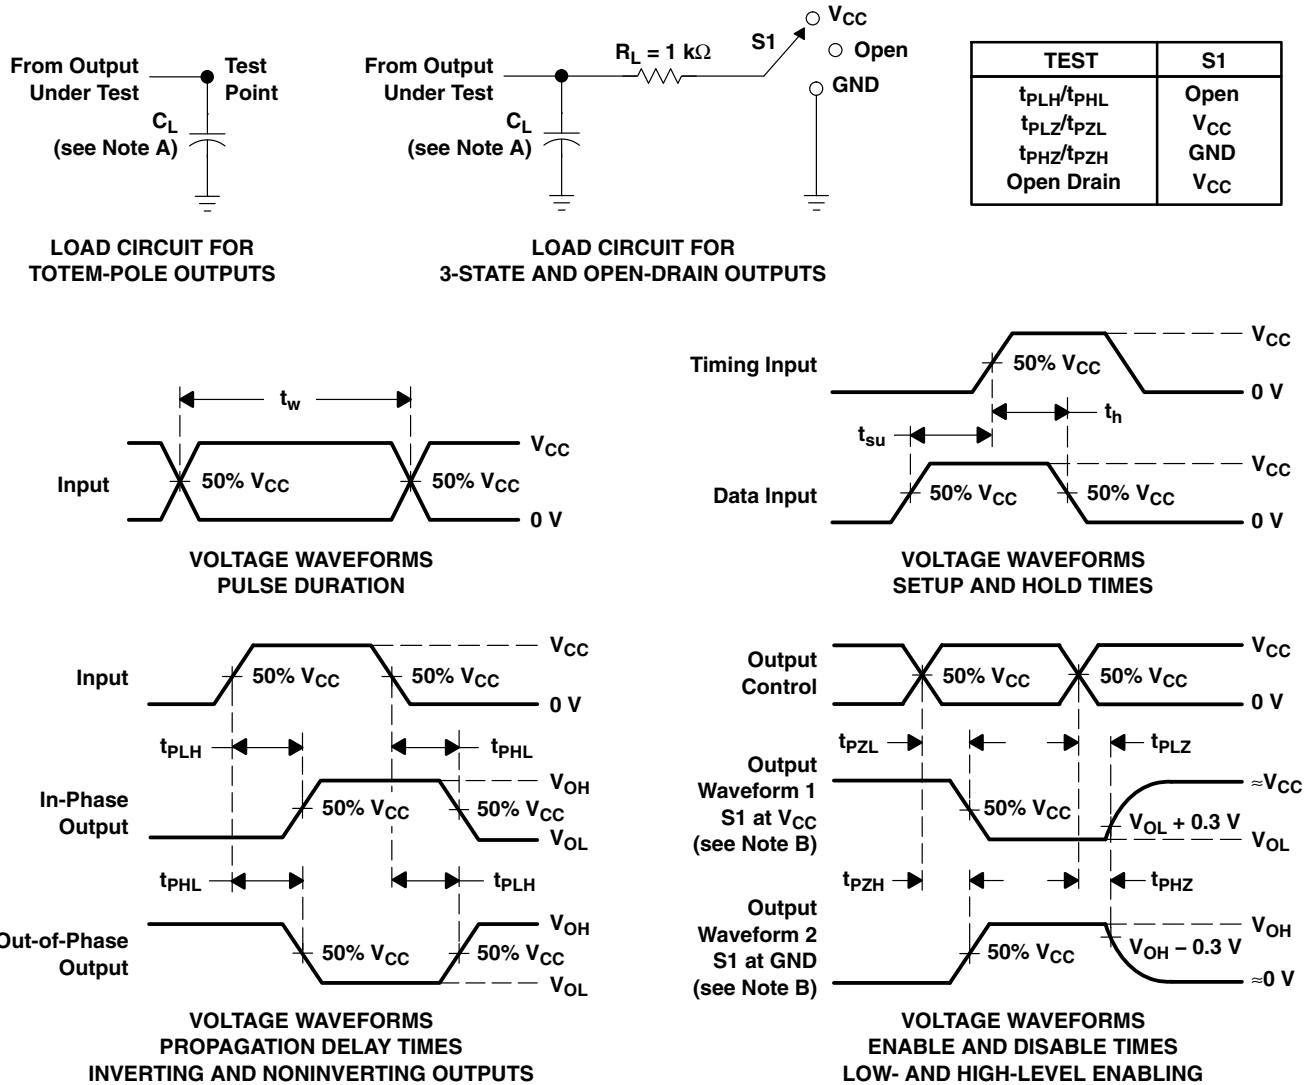 From Output
Under Test
Test
Point
CL
(see Note A)
LOAD CIRCUIT FOR
TOTEM-POLE OUTPUTS
From Output
Under Test
RL = 1 kΩ
S1
VCC
Open
GND
CL
(see Note A)
LOAD CIRCUIT FOR
3-STATE AND OPEN-DRAIN OUTPUTS
TEST S1
tPLH/tPHL Open
tPLZ/tPZL VCC
tPHZ/tPZH GND
Open Drain VCC
tw
Input
50% VCC
50% VCC
VCC
0 V
VOLTAGE WAVEFORMS
PULSE DURATION
Timing Input
50% VCC
VCC
0 V
th
tsu
Data Input
50% VCC
50% VCC
VCC
0 V
VOLTAGE WAVEFORMS
SETUP AND HOLD TIMES
Input
50% VCC
50% VCC
VCC
0 V
tPLH
tPHL
In-Phase
Output
50% VCC
50% VCC
VOH
VOL
tPHL
tPLH
Out-of-Phase
Output
50% VCC
50% VCC
VOH
VOL
VOLTAGE WAVEFORMS
PROPAGATION DELAY TIMES
INVERTING AND NONINVERTING OUTPUTS
Output
Control
50% VCC
50% VCC
VCC
0 V
tPZL
tPLZ
Output
Waveform 1
S1 at VCC
(see Note B)
50% VCC
VOL + 0.3 V
≈VCC
VOL
tPZH
tPHZ
Output
Waveform 2
S1 at GND
(see Note B)
50% VCC
VOH − 0.3 V
VOH
≈0 V
VOLTAGE WAVEFORMS
ENABLE AND DISABLE TIMES
LOW- AND HIGH-LEVEL ENABLING